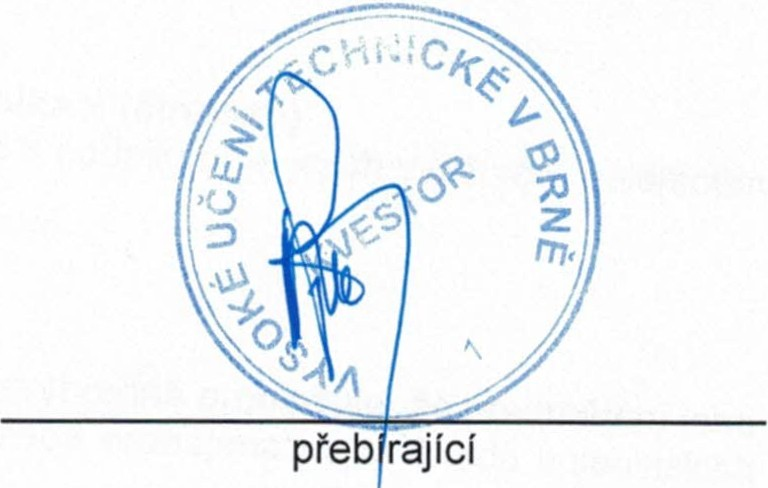 VYSOKÉ UČENÍ TECHNICKÉ V BRNĚ
INVESTOR
1
přebírající